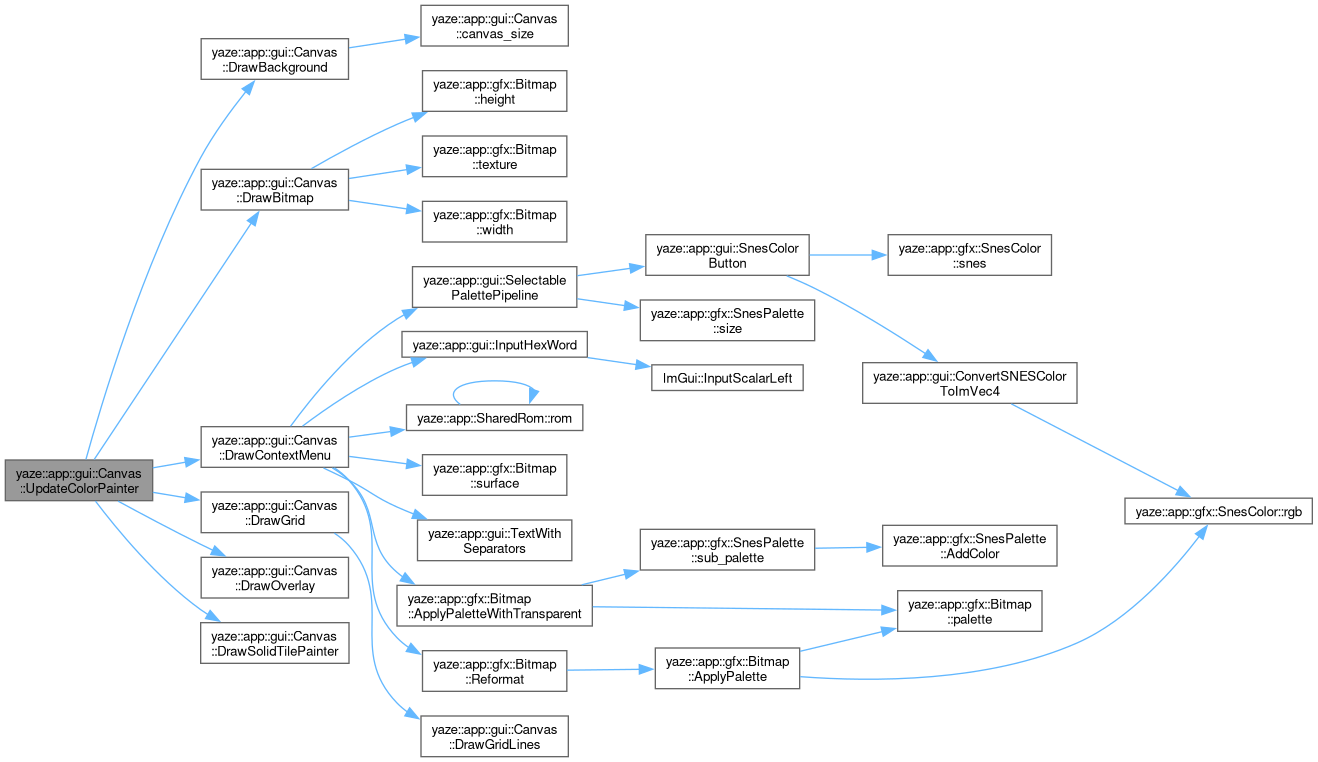 yaze::app::gui::Canvas
::canvas_size
yaze::app::gui::Canvas
::DrawBackground
yaze::app::gfx::Bitmap
::height
yaze::app::gfx::Bitmap
::texture
yaze::app::gui::Canvas
::DrawBitmap
yaze::app::gfx::Bitmap
::width
yaze::app::gui::SnesColor
Button
yaze::app::gfx::SnesColor
::snes
yaze::app::gui::Selectable
PalettePipeline
yaze::app::gfx::SnesPalette
::size
yaze::app::gui::InputHexWord
ImGui::InputScalarLeft
yaze::app::gui::ConvertSNESColor
ToImVec4
yaze::app::SharedRom::rom
yaze::app::gui::Canvas
::DrawContextMenu
yaze::app::gfx::Bitmap
::surface
yaze::app::gui::Canvas
::UpdateColorPainter
yaze::app::gui::Canvas
::DrawGrid
yaze::app::gfx::SnesColor::rgb
yaze::app::gui::TextWith
Separators
yaze::app::gfx::SnesPalette
::sub_palette
yaze::app::gfx::SnesPalette
::AddColor
yaze::app::gui::Canvas
::DrawOverlay
yaze::app::gfx::Bitmap
::ApplyPaletteWithTransparent
yaze::app::gfx::Bitmap
::palette
yaze::app::gui::Canvas
::DrawSolidTilePainter
yaze::app::gfx::Bitmap
::Reformat
yaze::app::gfx::Bitmap
::ApplyPalette
yaze::app::gui::Canvas
::DrawGridLines